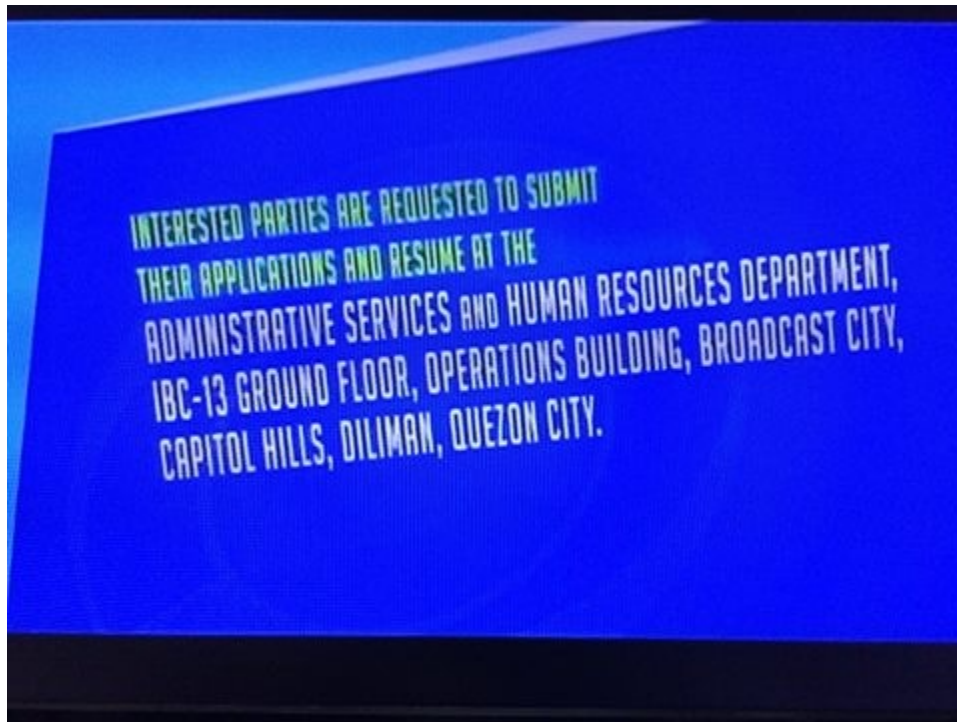 INTERESTED PARTIES ARE REQUESTED TO SUBMIT
THEIR APPLICATIONS AND RESUME AT THE
ADMINISTRATIVE SERVICES AND HUMAN RESOURCES DEPARTMENT,
IBC-13 GROUND FLOOR, OPERATIONS BUILDING, BROADCAST CITY,
CAPITOL HILLS, DILIMAN, QUEZON CITY.